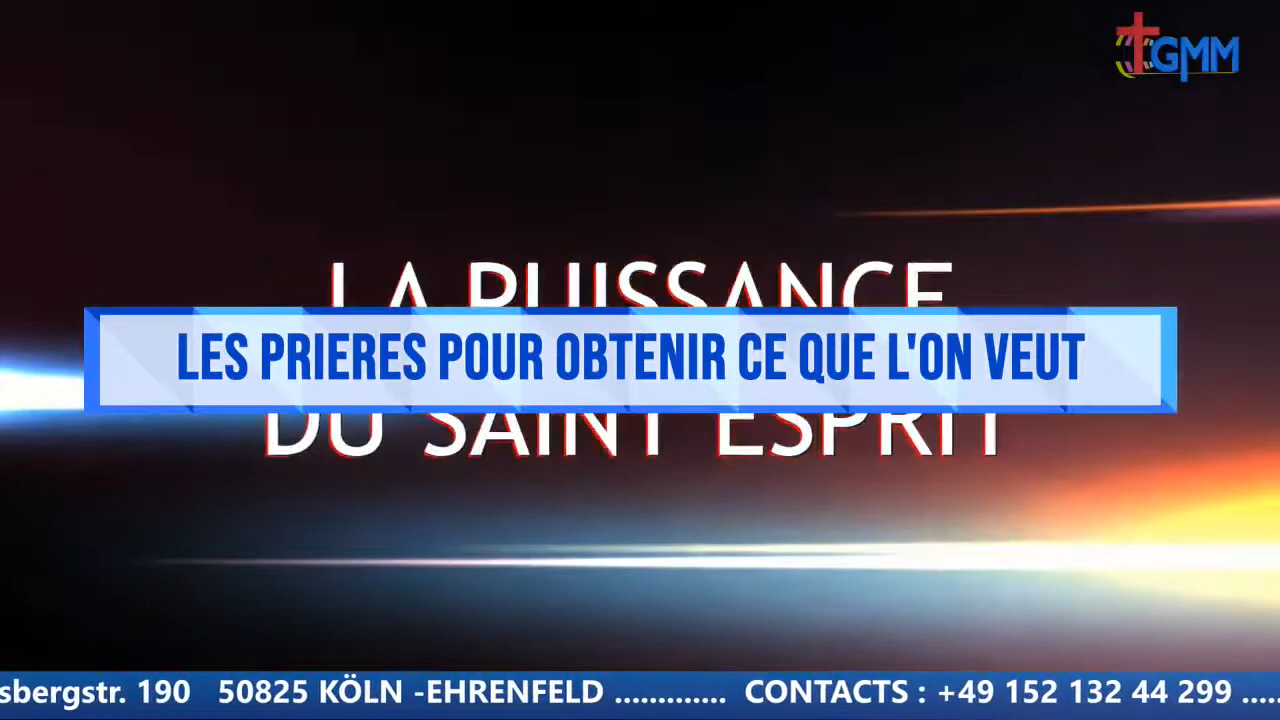 GMM
LA PUISSANCE
LES PRIERES POUR OBTENIR CE QUE L'ON VEUT
DU SAINT ESPRIT
sbergstr. 190 50825 KÖLN -EHRENFELD ............. CONTACTS : +49 152 132 44 299 .....